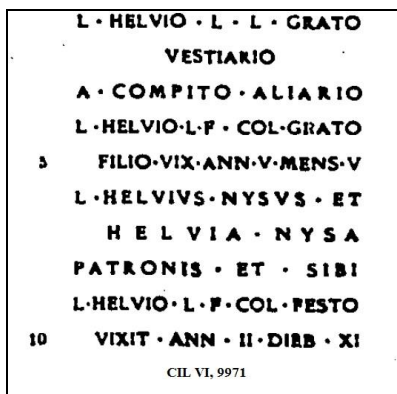 L · HELVIO · L · L · GRATO
VESTIARIO
A · COMPITO · ALIARIO
L · HELVIO · L · F · COL · GRATO
5 FILIO · VIX · ANN · V · MENS · V
L · HELVIVS · NYSVS · ET
HELVIA · NYSA
PATRONIS · ET · SIBI
L · HELVIO · L · F · COL · FESTO
10 VIXIT · ANN · II · DIEB · XI
CIL VI, 9971